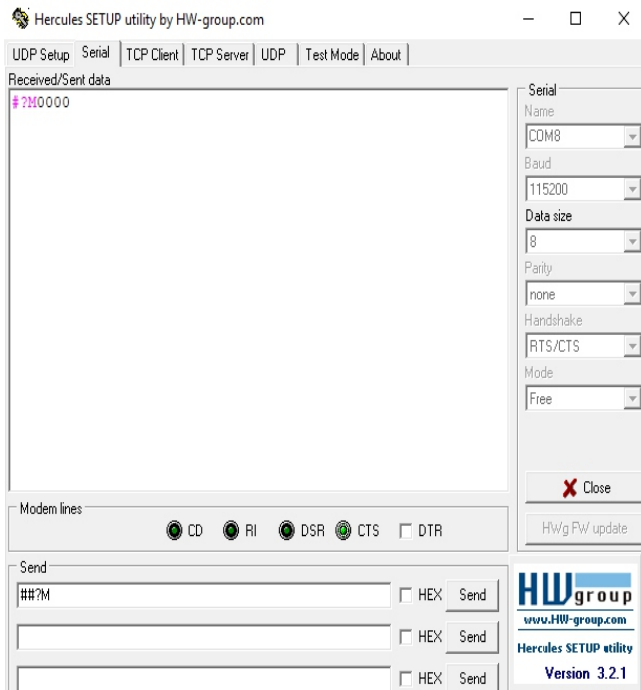 Hercules SETUP utility by HW-group.com
UDP Setup Serial TCP Client TCP Server UDP Test Mode About
Received/Sent data
#?M0000
Serial
Name
COM8
Baud
115200
Data size
8
Parity
none
Handshake
RTS/CTS
Mode
Free
Close
HWg FW update
Modem lines
CD RI DSR CTS DTR
Send
##?M HEX Send
HEX Send
HEX Send
HWgroup
www.HW-group.com
Hercules SETUP utility
Version 3.2.1